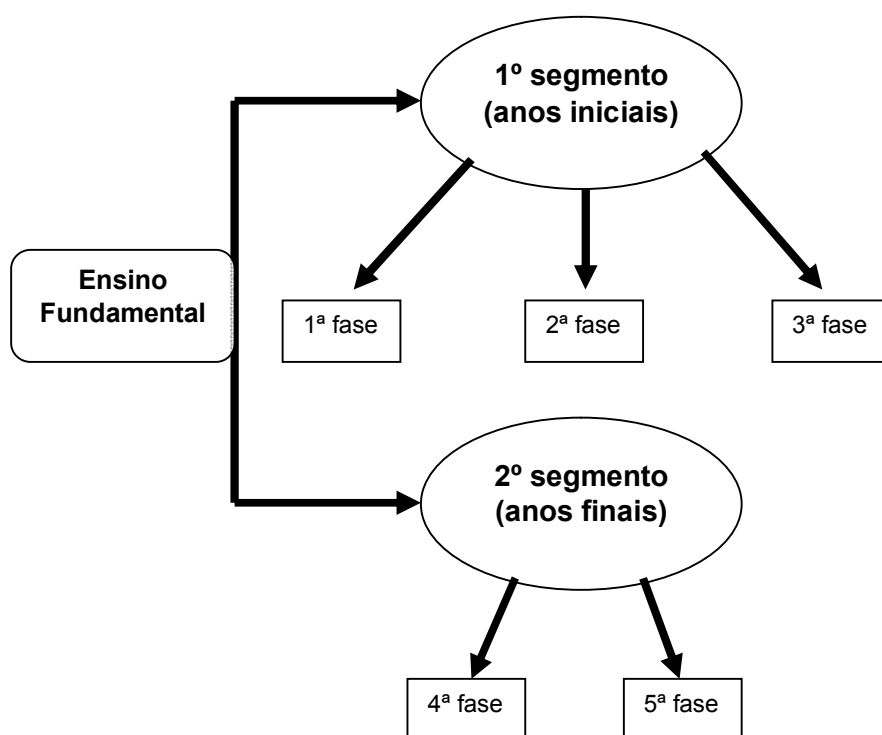 1º segmento
(anos iniciais)
Ensino
Fundamental
1ª fase
2ª fase
3ª fase
2º segmento
(anos finais)
4ª fase
5ª fase